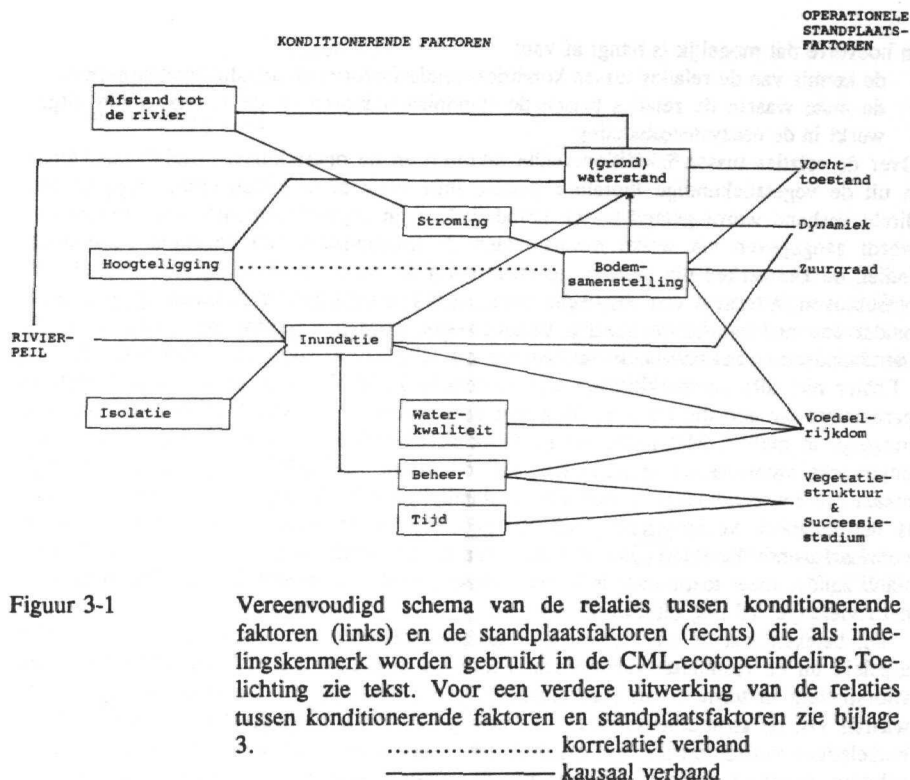 OPERATIONELE
STANDPLAATS-
FAKTOREN
KONDITIONERENDE FAKTOREN
Afstand tot
de rivier
(grond)
waterstand
Vocht-
toestand
Stroming
Dynamiek
Hoogteligging
Bodem-
samenstelling
Zuurgraad
RIVIER-
PEIL
Inundatie
Isolatie
Water-
kwaliteit
Voedsel-
rijkdom
Beheer
Vegetatie-
struktuur
&
Successie-
stadium
Tijd
Figuur 3-1
Vereenvoudigd schema van de relaties tussen konditionerende
faktoren (links) en de standplaatsfaktoren (rechts) die als inde-
lingskenmerk worden gebruikt in de CML-ecotopenindeling.Toe-
lichting zie tekst. Voor een verdere uitwerking van de relaties
tussen konditionerende faktoren en standplaatsfaktoren zie bijlage
3.
..................... korrelatief verband
kausaal verband